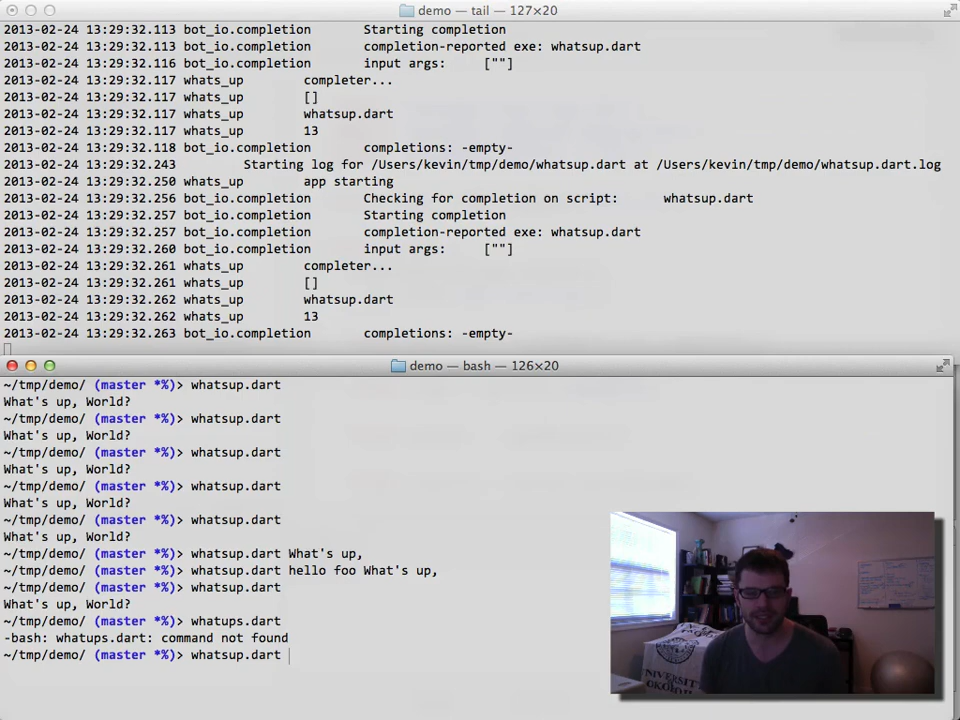 demo — tail — 127×20
2013-02-24 13:29:32.113 bot_io.completion Starting completion
2013-02-24 13:29:32.113 bot_io.completion completion-reported exe: whatsup.dart
2013-02-24 13:29:32.116 bot_io.completion input args: [""]
2013-02-24 13:29:32.117 whats_up completer...
2013-02-24 13:29:32.117 whats_up []
2013-02-24 13:29:32.117 whats_up whatsup.dart
2013-02-24 13:29:32.117 whats_up 13
2013-02-24 13:29:32.118 bot_io.completion completions: -empty-
2013-02-24 13:29:32.243 Starting log for /Users/kevin/tmp/demo/whatsup.dart at /Users/kevin/tmp/demo/whatsup.dart.log
2013-02-24 13:29:32.250 whats_up app starting
2013-02-24 13:29:32.256 bot_io.completion Checking for completion on script: whatsup.dart
2013-02-24 13:29:32.257 bot_io.completion Starting completion
2013-02-24 13:29:32.257 bot_io.completion completion-reported exe: whatsup.dart
2013-02-24 13:29:32.260 bot_io.completion input args: [""]
2013-02-24 13:29:32.261 whats_up completer...
2013-02-24 13:29:32.261 whats_up []
2013-02-24 13:29:32.262 whats_up whatsup.dart
2013-02-24 13:29:32.262 whats_up 13
2013-02-24 13:29:32.263 bot_io.completion completions: -empty-
demo — bash — 126×20
~/tmp/demo/ (master *%)> whatsup.dart
What's up, World?
~/tmp/demo/ (master *%)> whatsup.dart
What's up, World?
~/tmp/demo/ (master *%)> whatsup.dart
What's up, World?
~/tmp/demo/ (master *%)> whatsup.dart
What's up, World?
~/tmp/demo/ (master *%)> whatsup.dart
What's up, World?
~/tmp/demo/ (master *%)> whatsup.dart What's up,
~/tmp/demo/ (master *%)> whatsup.dart hello foo What's up,
~/tmp/demo/ (master *%)> whatsup.dart
What's up, World?
~/tmp/demo/ (master *%)> whatups.dart
-bash: whatups.dart: command not found
~/tmp/demo/ (master *%)> whatsup.dart